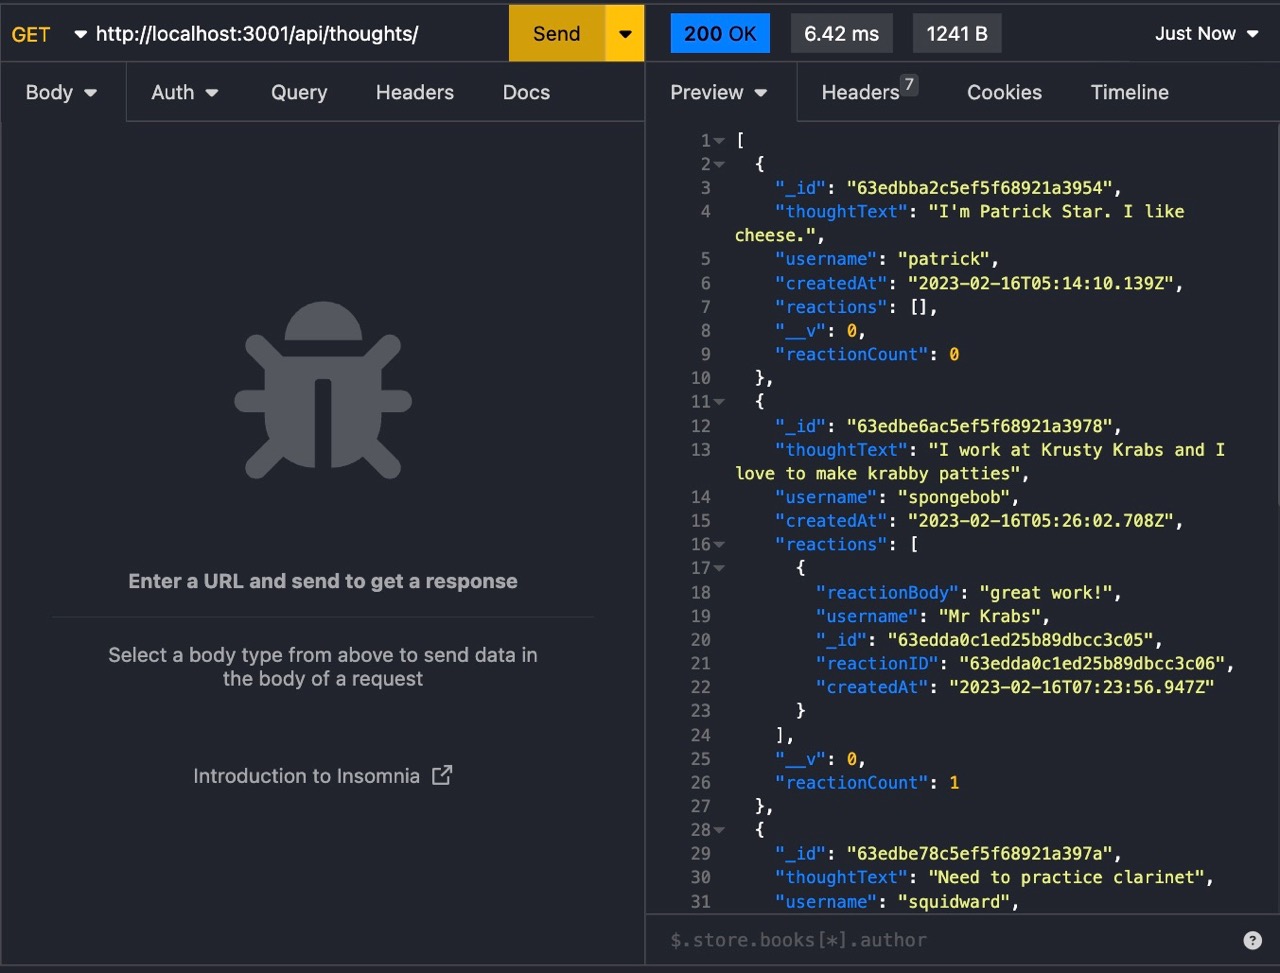 GET http://localhost:3001/api/thoughts/ Send 200 OK 6.42 ms 1241 B Just Now
Body Auth Query Headers Docs Preview Headers 7 Cookies Timeline
Enter a URL and send to get a response
Select a body type from above to send data in
the body of a request
Introduction to Insomnia
1 [
2 {
3 "_id": "63edbba2c5ef5f68921a3954",
4 "thoughtText": "I'm Patrick Star. I like
cheese.",
5 "username": "patrick",
6 "createdAt": "2023-02-16T05:14:10.139Z",
7 "reactions": [],
8 "__v": 0,
9 "reactionCount": 0
10 },
11 {
12 "_id": "63edbe6ac5ef5f68921a3978",
13 "thoughtText": "I work at Krusty Krabs and I
love to make krabby patties",
14 "username": "spongebob",
15 "createdAt": "2023-02-16T05:26:02.708Z",
16 "reactions": [
17 {
18 "reactionBody": "great work!",
19 "username": "Mr Krabs",
20 "_id": "63edda0c1ed25b89dbcc3c05",
21 "reactionID": "63edda0c1ed25b89dbcc3c06",
22 "createdAt": "2023-02-16T07:23:56.947Z"
23 }
24 ],
25 "__v": 0,
26 "reactionCount": 1
27 },
28 {
29 "_id": "63edbe78c5ef5f68921a397a",
30 "thoughtText": "Need to practice clarinet",
31 "username": "squidward",
$.store.books[*].author ?